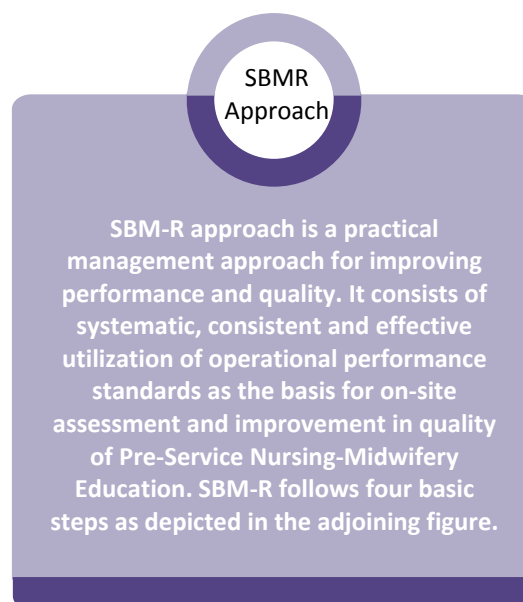 SBMR
Approach
SBM-R approach is a practical
management approach for improving
performance and quality. It consists of
systematic, consistent and effective
utilization of operational performance
standards as the basis for on-site
assessment and improvement in quality
of Pre-Service Nursing-Midwifery
Education. SBM-R follows four basic
steps as depicted in the adjoining figure.